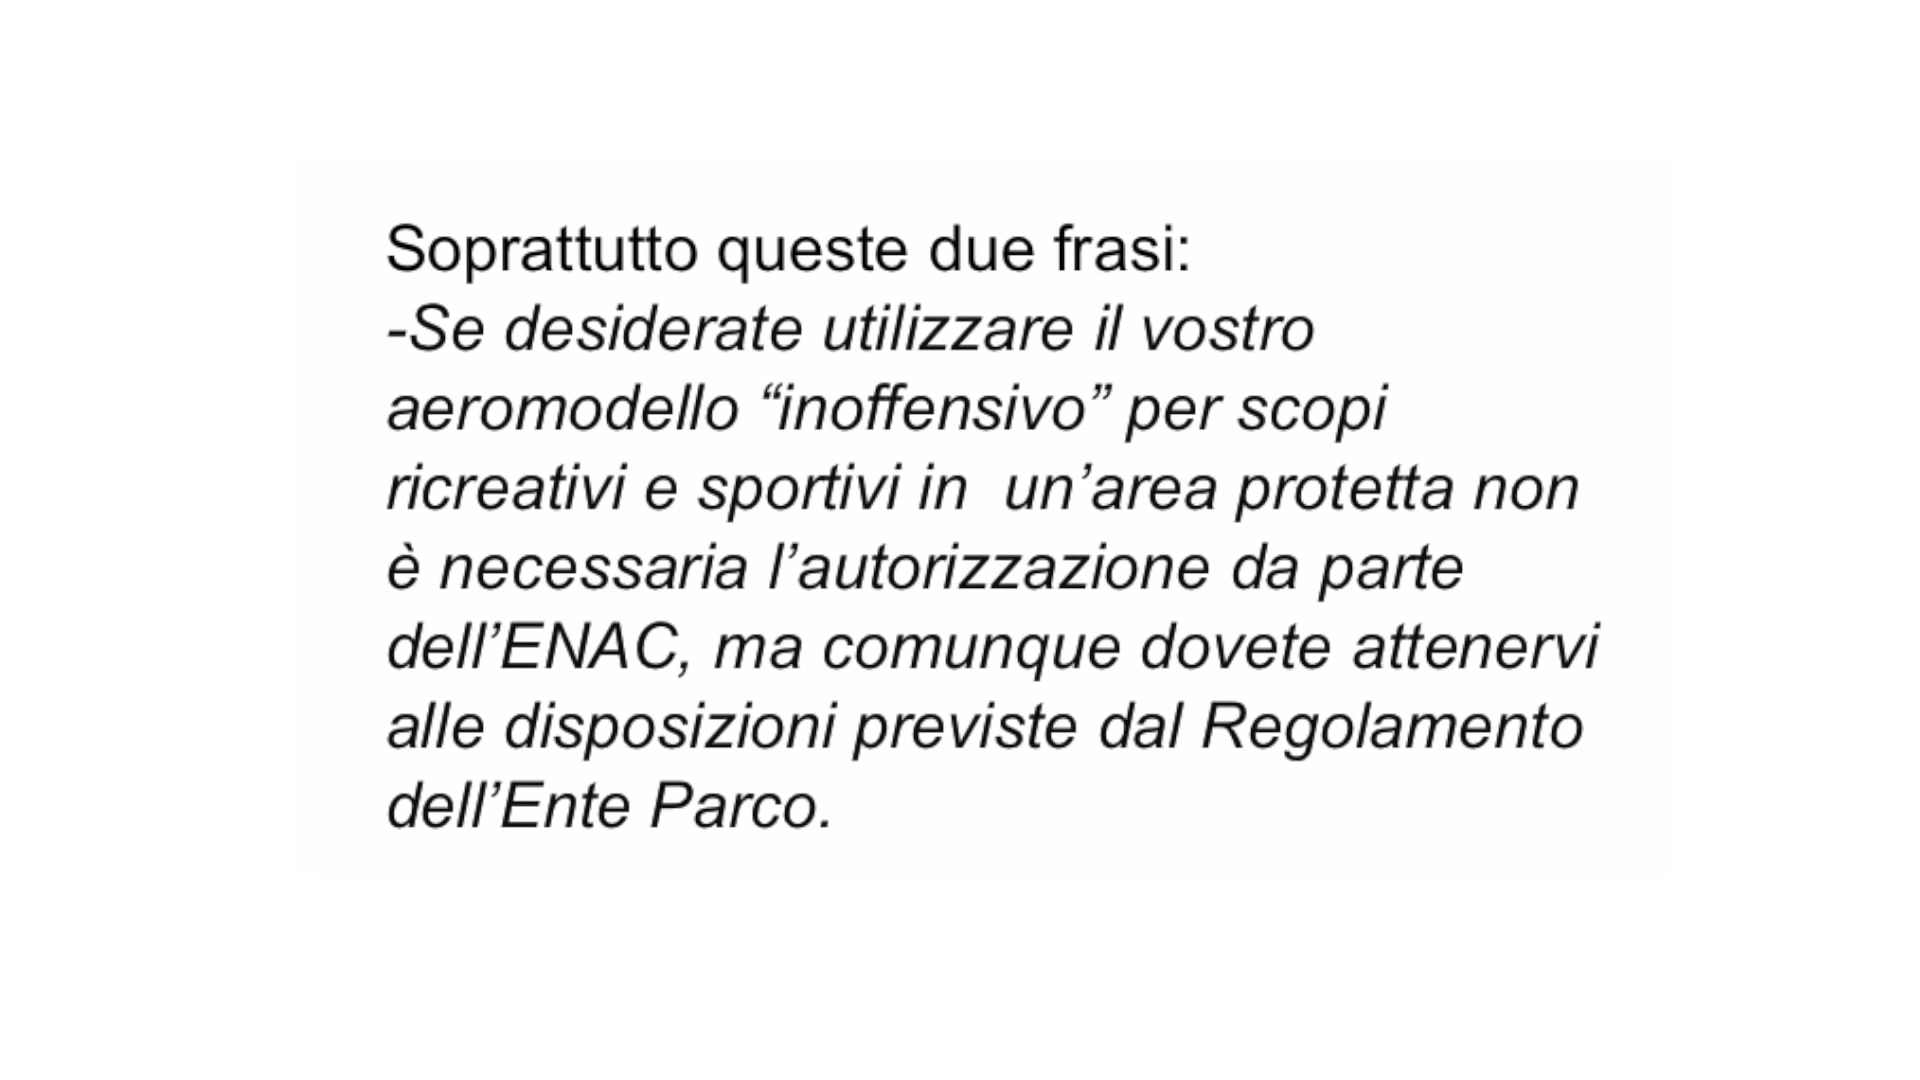 Soprattutto queste due frasi:
-Se desiderate utilizzare il vostro
aeromodello “inoffensivo” per scopi
ricreativi e sportivi in  un’area protetta non
è necessaria l’autorizzazione da parte
dell’ENAC, ma comunque dovete attenervi
alle disposizioni previste dal Regolamento
dell’Ente Parco.